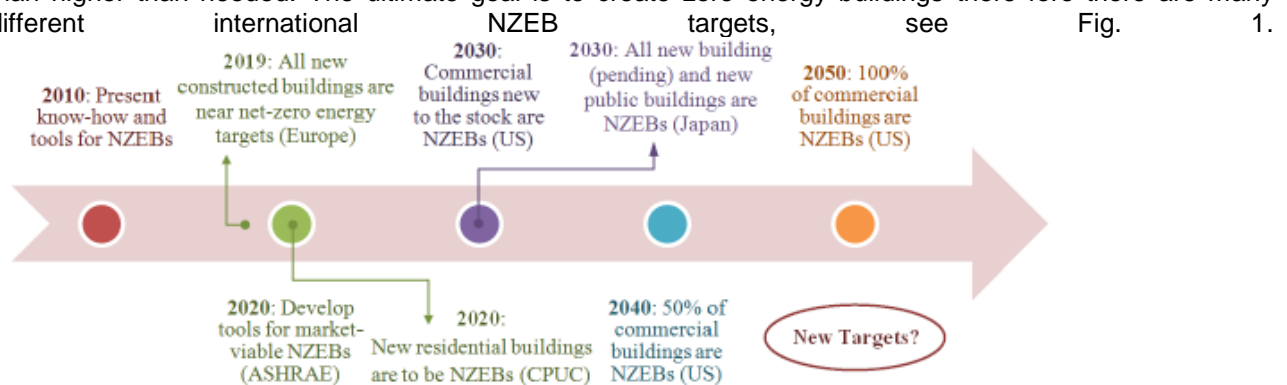 than higher than needed. The ultimate goal is to create zero energy buildings there fore there are many
different international NZEB targets, see Fig. 1.
2010: Present
know-how and
tools for NZEBs
2019: All new
constructed buildings are
near net-zero energy
targets (Europe)
2030:
Commercial
buildings new
to the stock are
NZEBs (US)
2030: All new building
(pending) and new
public buildings are
NZEBs (Japan)
2050: 100%
of commercial
buildings are
NZEBs (US)
2020: Develop
tools for market-
viable NZEBs
(ASHRAE)
2020:
New residential buildings
are to be NZEBs (CPUC)
2040: 50% of
commercial
buildings are
NZEBs (US)
New Targets?